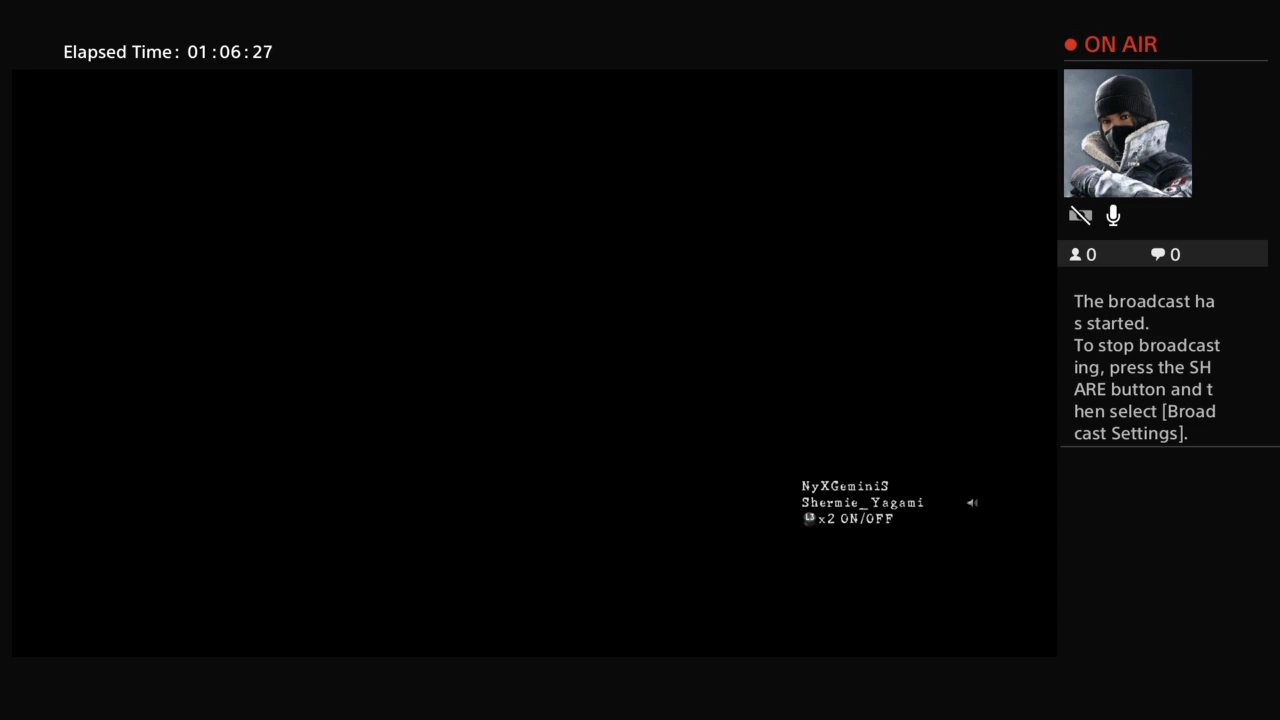 Elapsed Time: 01:06:27
ON AIR
0 0
The broadcast ha
s started.
To stop broadcast
ing, press the SH
ARE button and t
hen select [Broad
cast Settings].
NyXGeminiS
Shermie_Yagami
L3 x2 ON/OFF